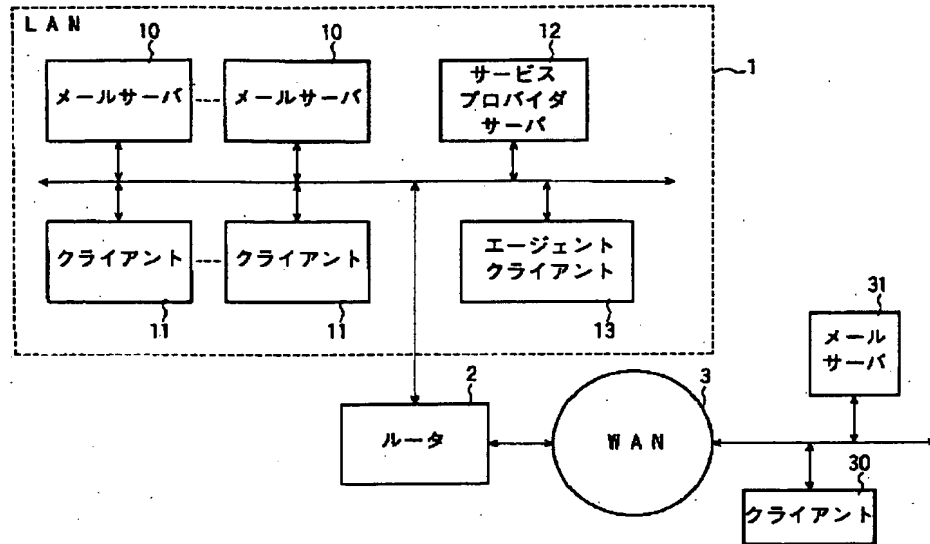 LAN
10
10
12
1
メールサーバ
メールサーバ
サービス
プロバイダ
サーバ
クライアント
クライアント
エージェント
クライアント
11
11
13
31
メール
サーバ
2
3
ルータ
WAN
30
クライアント